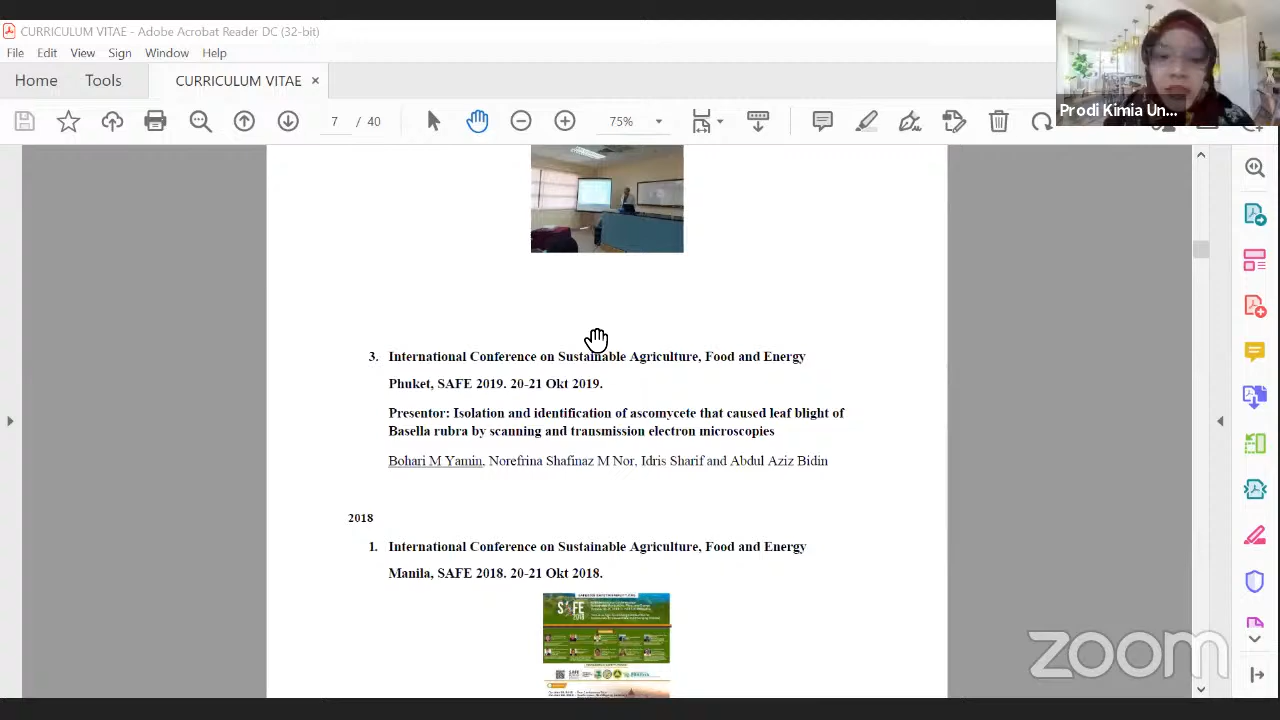 CURRICULUM VITAE - Adobe Acrobat Reader DC (32-bit)
File Edit View Sign Window Help
Home Tools CURRICULUM VITAE ×
7 / 40 75%
Prodi Kimia Un...
3. International Conference on Sustainable Agriculture, Food and Energy
Phuket, SAFE 2019. 20-21 Okt 2019.
Presentor: Isolation and identification of ascomycete that caused leaf blight of
Basella rubra by scanning and transmission electron microscopies
Bohari M Yamin, Norefrina Shafinaz M Nor, Idris Sharif and Abdul Aziz Bidin
2018
1. International Conference on Sustainable Agriculture, Food and Energy
Manila, SAFE 2018. 20-21 Okt 2018.
SAFE
2018
zoom